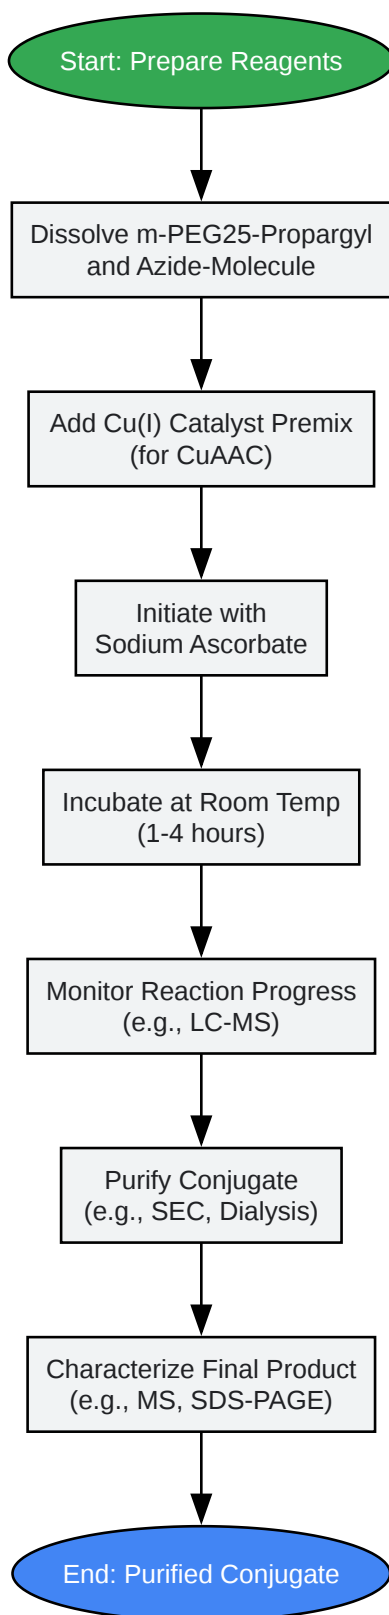 Start: Prepare Reagents
Dissolve m-PEG25-Propargyl
and Azide-Molecule
Add Cu(I) Catalyst Premix
(for CuAAC)
Initiate with
Sodium Ascorbate
Incubate at Room Temp
(1-4 hours)
Monitor Reaction Progress
(e.g., LC-MS)
Purify Conjugate
(e.g., SEC, Dialysis)
Characterize Final Product
(e.g., MS, SDS-PAGE)
End: Purified Conjugate